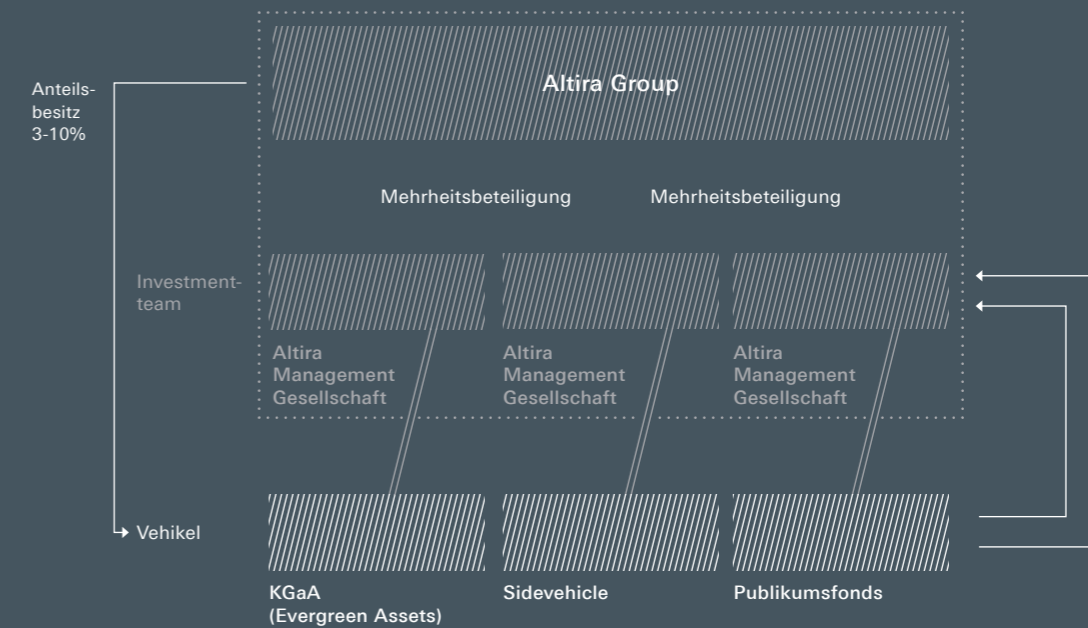 Altira Group
Anteils-
besitz
3-10%
Mehrheitsbeteiligung
Mehrheitsbeteiligung
Investment-
team
Altira
Management
Gesellschaft
Altira
Management
Gesellschaft
Altira
Management
Gesellschaft
Vehikel
KGaA
(Evergreen Assets)
Sidevehicle
Publikumsfonds